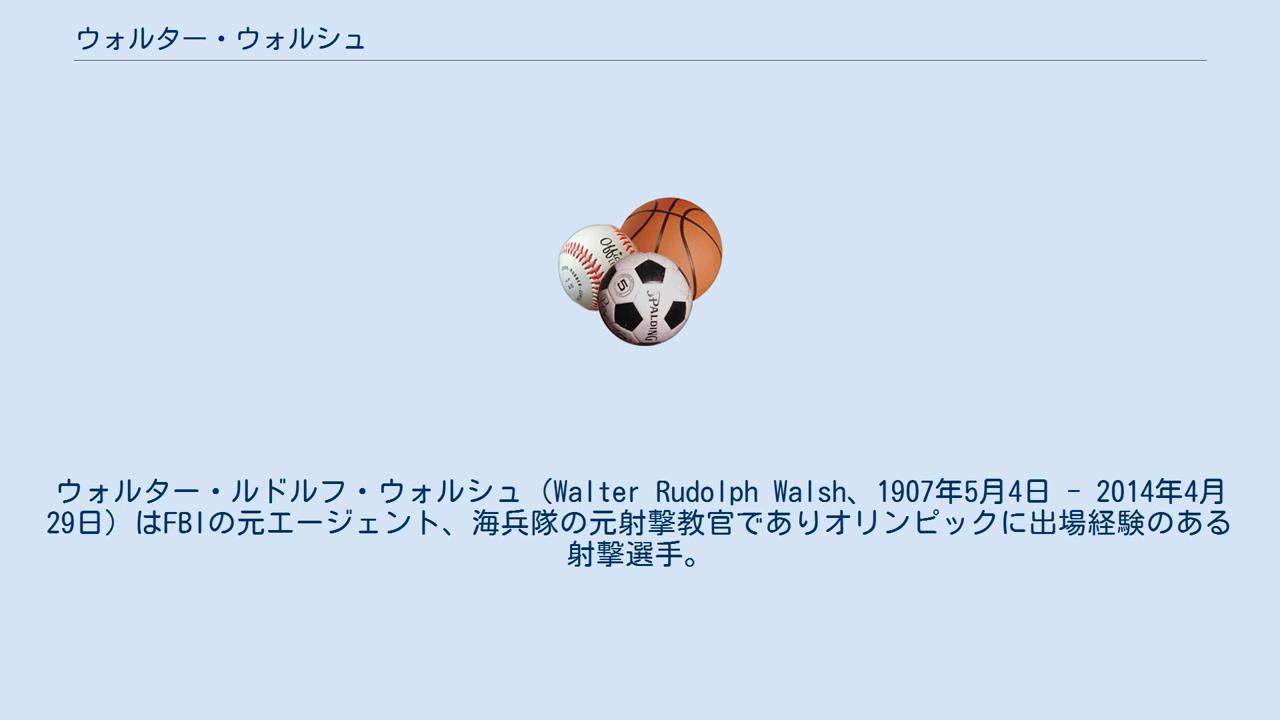 ウォルター・ウォルシュ
Offic
5
SPALDING
ウォルター・ルドルフ・ウォルシュ（Walter Rudolph Walsh、1907年5月4日 - 2014年4月
29日）はFBIの元エージェント、海兵隊の元射撃教官でありオリンピックに出場経験のある
射撃選手。